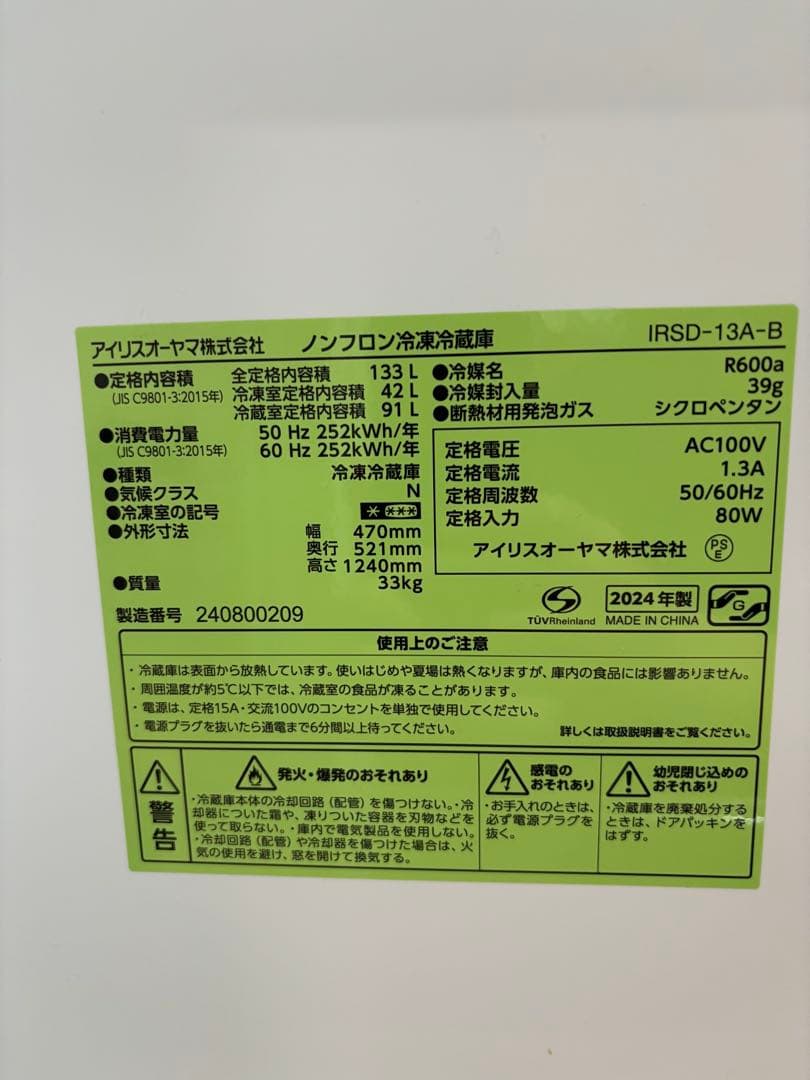 アイリスオーヤマ株式会社 ノンフロン冷凍冷蔵庫 IRSD-13A-B
●定格内容積 全定格内容積 133 L
(JIS C9801-3:2015年) 冷凍室定格内容積 42 L
冷蔵室定格内容積 91 L
●消費電力量 50 Hz 252kWh/年
(JIS C9801-3:2015年) 60 Hz 252kWh/年
●種類 冷凍冷蔵庫
●気候クラス N
●冷凍室の記号
●外形寸法 幅 470mm
奥行 521mm
高さ 1240mm
●質量 33kg
製造番号 240800209
●冷媒名 R600a
●冷媒封入量 39g
●断熱材用発泡ガス シクロペンタン
定格電圧 AC100V
定格電流 1.3A
定格周波数 50/60Hz
定格入力 80W
アイリスオーヤマ株式会社 PSE
TÜVRheinland
2024年製
MADE IN CHINA
G
使用上のご注意
・冷蔵庫は表面から放熱しています。使いはじめや夏場は熱くなりますが、庫内の食品には影響ありません。
・周囲温度が約5℃以下では、冷蔵室の食品が凍ることがあります。
・電源は、定格15A・交流100Vのコンセントを単独で使用してください。
・電源プラグを抜いたら通電まで6分間以上待ってください。 詳しくは取扱説明書をご覧ください。
警告
発火・爆発のおそれあり
・冷蔵庫本体の冷却回路（配管）を傷つけない。・冷
却器についた霜や、凍りついた容器を刃物などを
使って取らない。・庫内で電気製品を使用しない。
・冷却回路（配管）や冷却器を傷つけた場合は、火
気の使用を避け、窓を開けて換気する。
感電の
おそれあり
・お手入れのときは、
必ず電源プラグを
抜く。
幼児閉じ込めの
おそれあり
・冷蔵庫を廃棄処分する
ときは、ドアパッキンを
はずす。